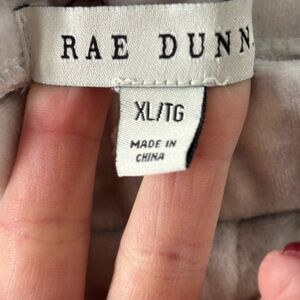 RAE DUNN.
XL/TG
MADE IN
CHINA